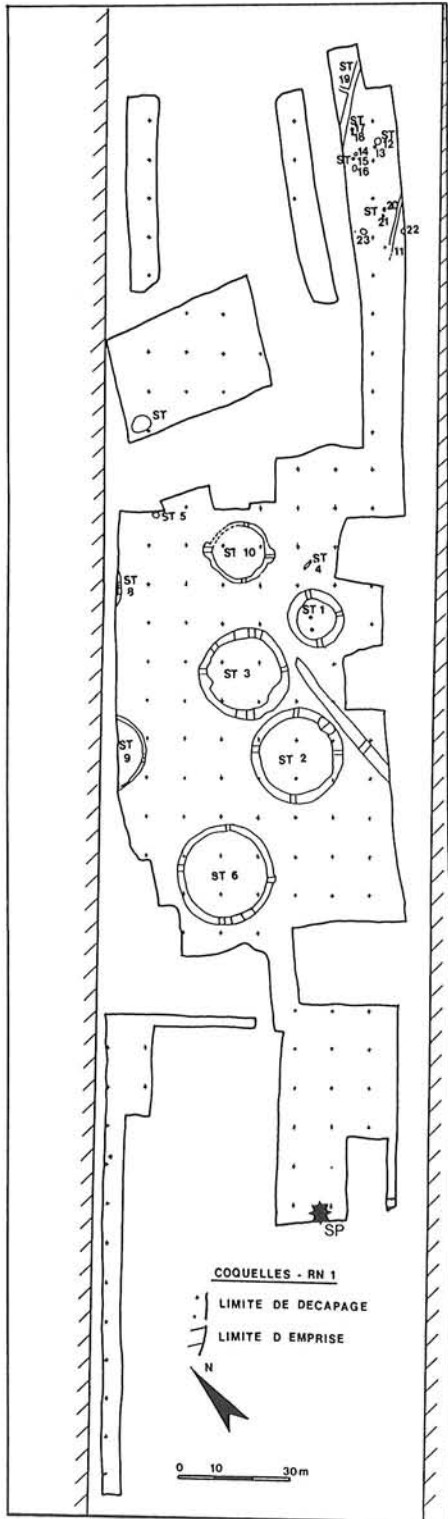 ST
19
ST
17
18
ST
12
13
14
ST 15
16
ST 20
21
22
23
11
ST
ST 5
ST 10
ST
4
ST
8
ST 1
ST 3
ST 2
ST
9
ST 6
SP
COQUELLES - RN 1
LIMITE DE DECAPAGE
LIMITE D EMPRISE
N
0 10 30 m